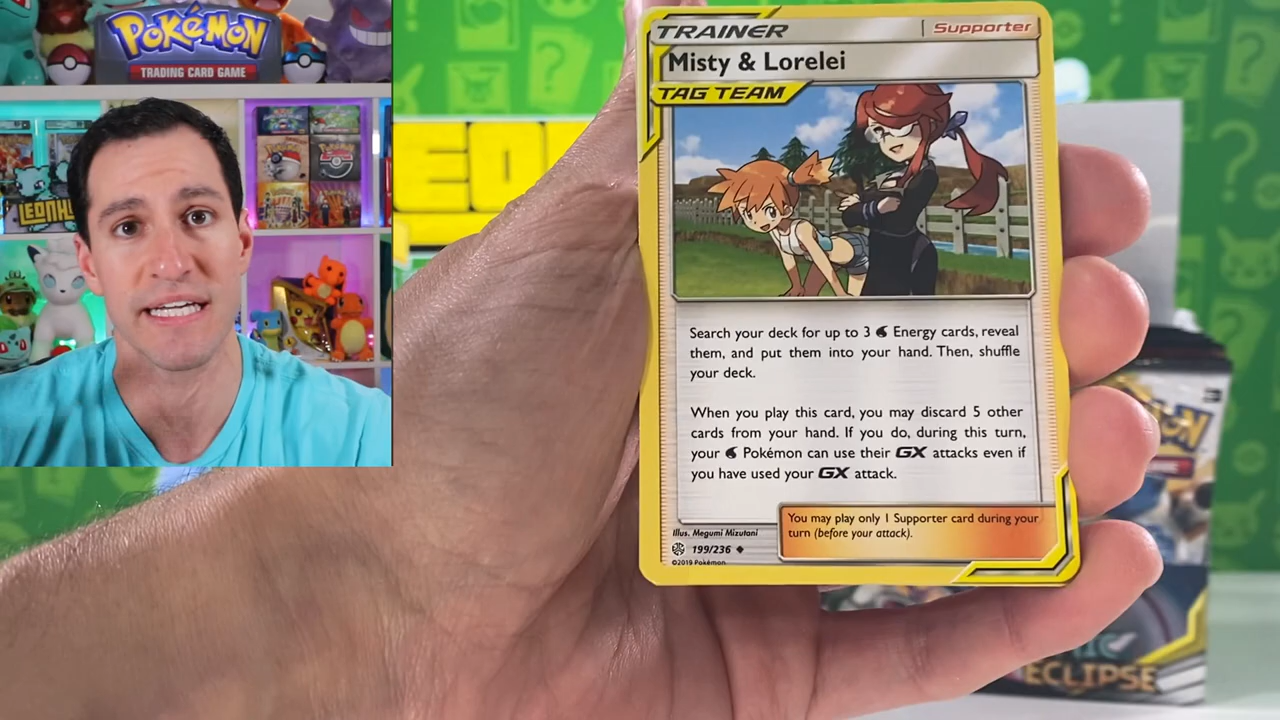 POKéMON
TRADING CARD GAME
LEONH
TRAINER
Supporter
Misty & Lorelei
TAG TEAM
Search your deck for up to 3 Energy cards, reveal
them, and put them into your hand. Then, shuffle
your deck.
When you play this card, you may discard 5 other
cards from your hand. If you do, during this turn,
your Pokémon can use their GX attacks even if
you have used your GX attack.
You may play only 1 Supporter card during your
turn (before your attack).
Illus. Megumi Mizutani
199/236
©2019 Pokémon
ECLIPSE